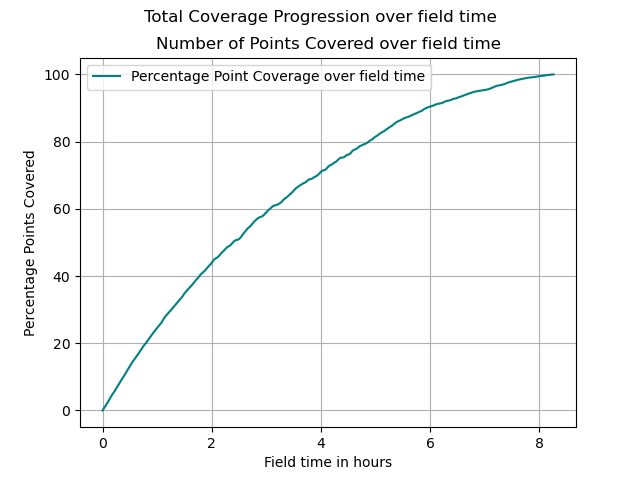 Total Coverage Progression over field time
Number of Points Covered over field time
Percentage Point Coverage over field time
100
80
60
40
20
0
Percentage Points Covered
0 2 4 6 8
Field time in hours